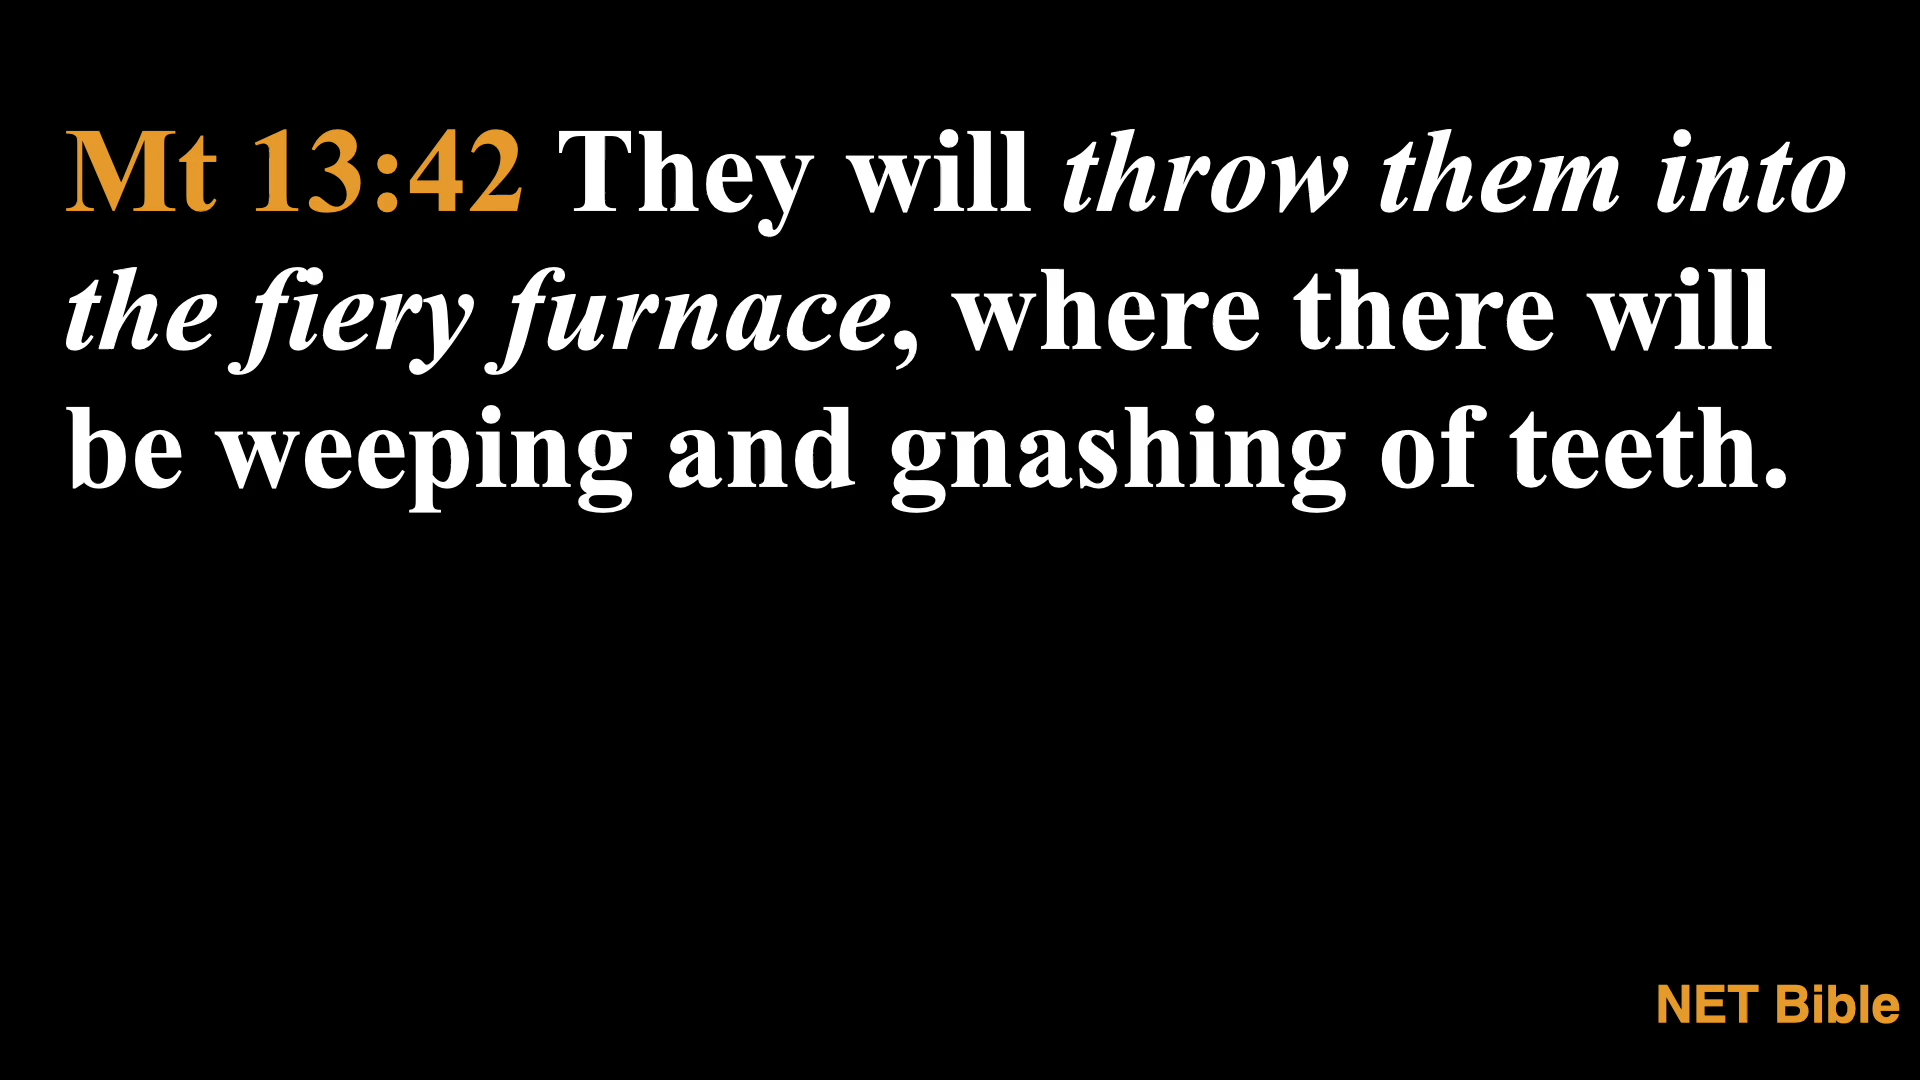 Mt 13:42 They will throw them into
the fiery furnace, where there will
be weeping and gnashing of teeth.
NET Bible